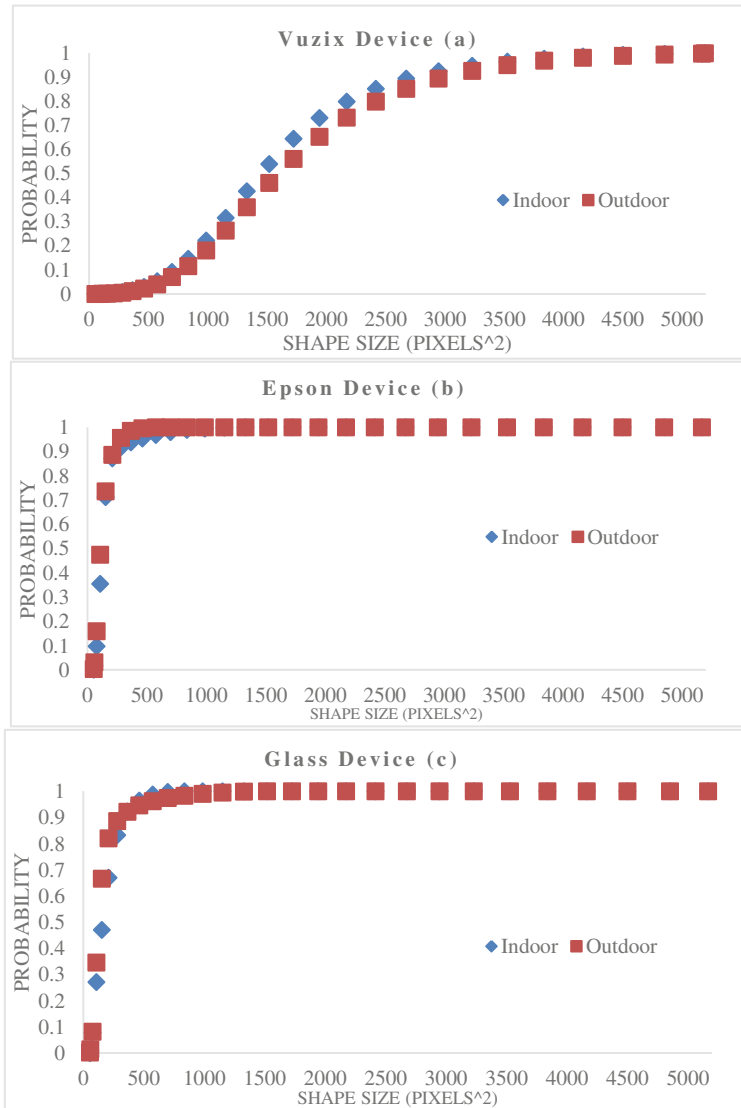 Vuzix Device (a)
PROBABILITY
1
0.9
0.8
0.7
0.6
0.5
0.4
0.3
0.2
0.1
0
Indoor Outdoor
0 500 1000 1500 2000 2500 3000 3500 4000 4500 5000
SHAPE SIZE (PIXELS^2)
Epson Device (b)
PROBABILITY
1
0.9
0.8
0.7
0.6
0.5
0.4
0.3
0.2
0.1
0
Indoor Outdoor
0 500 1000 1500 2000 2500 3000 3500 4000 4500 5000
SHAPE SIZE (PIXELS^2)
Glass Device (c)
PROBABILITY
1
0.9
0.8
0.7
0.6
0.5
0.4
0.3
0.2
0.1
0
Indoor Outdoor
0 500 1000 1500 2000 2500 3000 3500 4000 4500 5000
SHAPE SIZE (PIXELS^2)